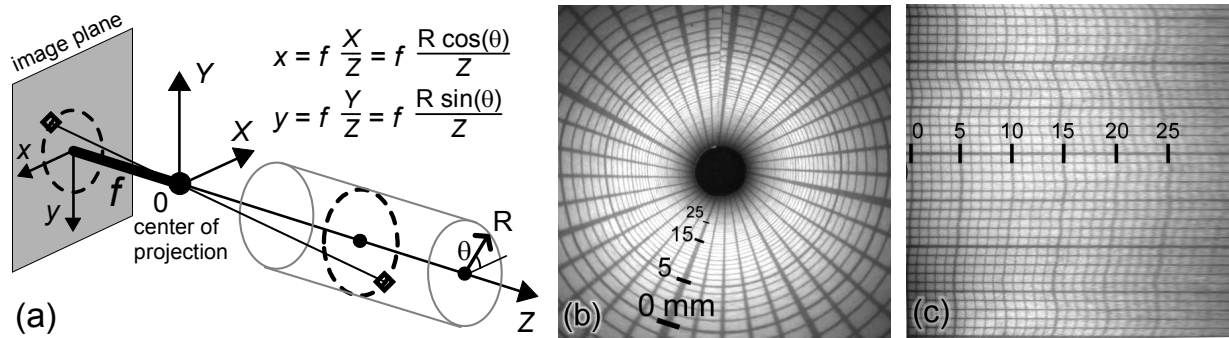 image plane
x = f X/Z = f R cos(θ)/Z
y = f Y/Z = f R sin(θ)/Z
Y
X
x
y
f
0
center of
projection
R
θ
Z
(a)
25
15
5
0 mm
(b)
0 5 10 15 20 25
(c)